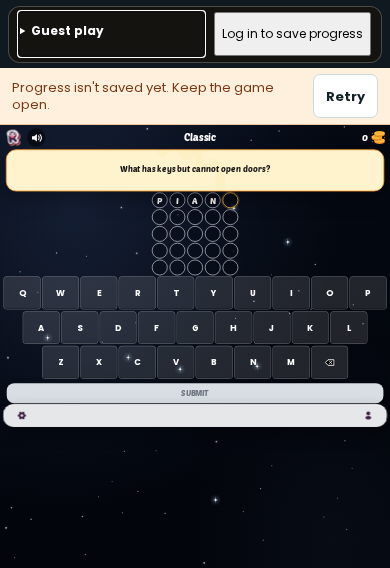 Guest play
Log in to save progress
Progress isn't saved yet. Keep the game
open.
Retry
Classic
0
What has keys but cannot open doors?
P I A N
Q W E R T Y U I O P
A S D F G H J K L
Z X C V B N M
SUBMIT